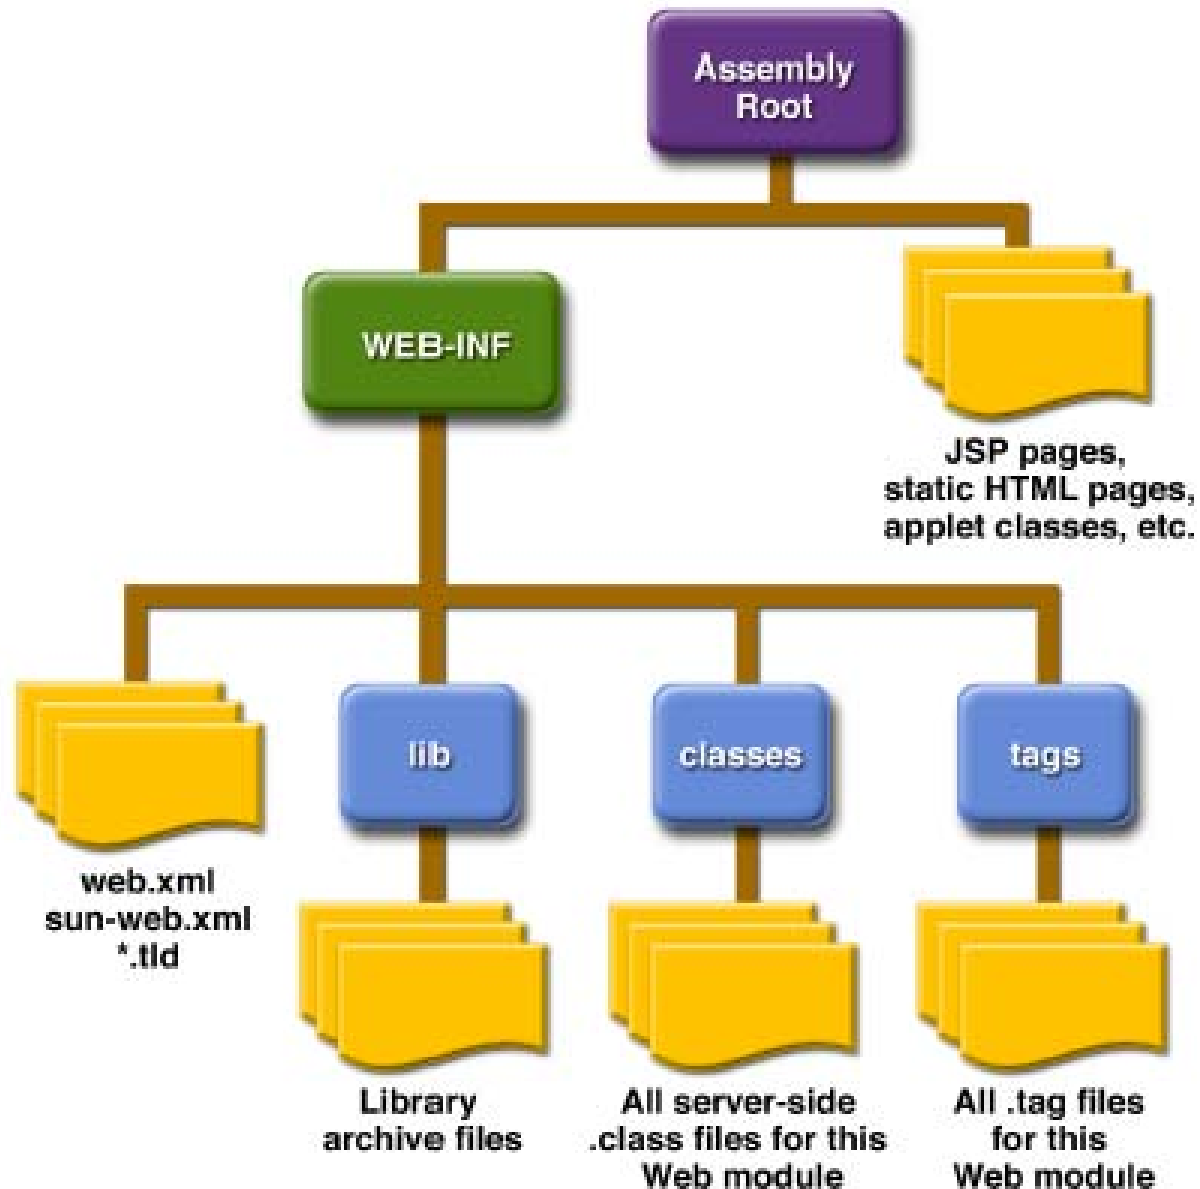 Assembly
Root
WEB-INF
JSP pages,
static HTML pages,
applet classes, etc.
lib
classes
tags
web.xml
sun-web.xml
*.tld
Library
archive files
All server-side
.class files for this
Web module
All .tag files
for this
Web module